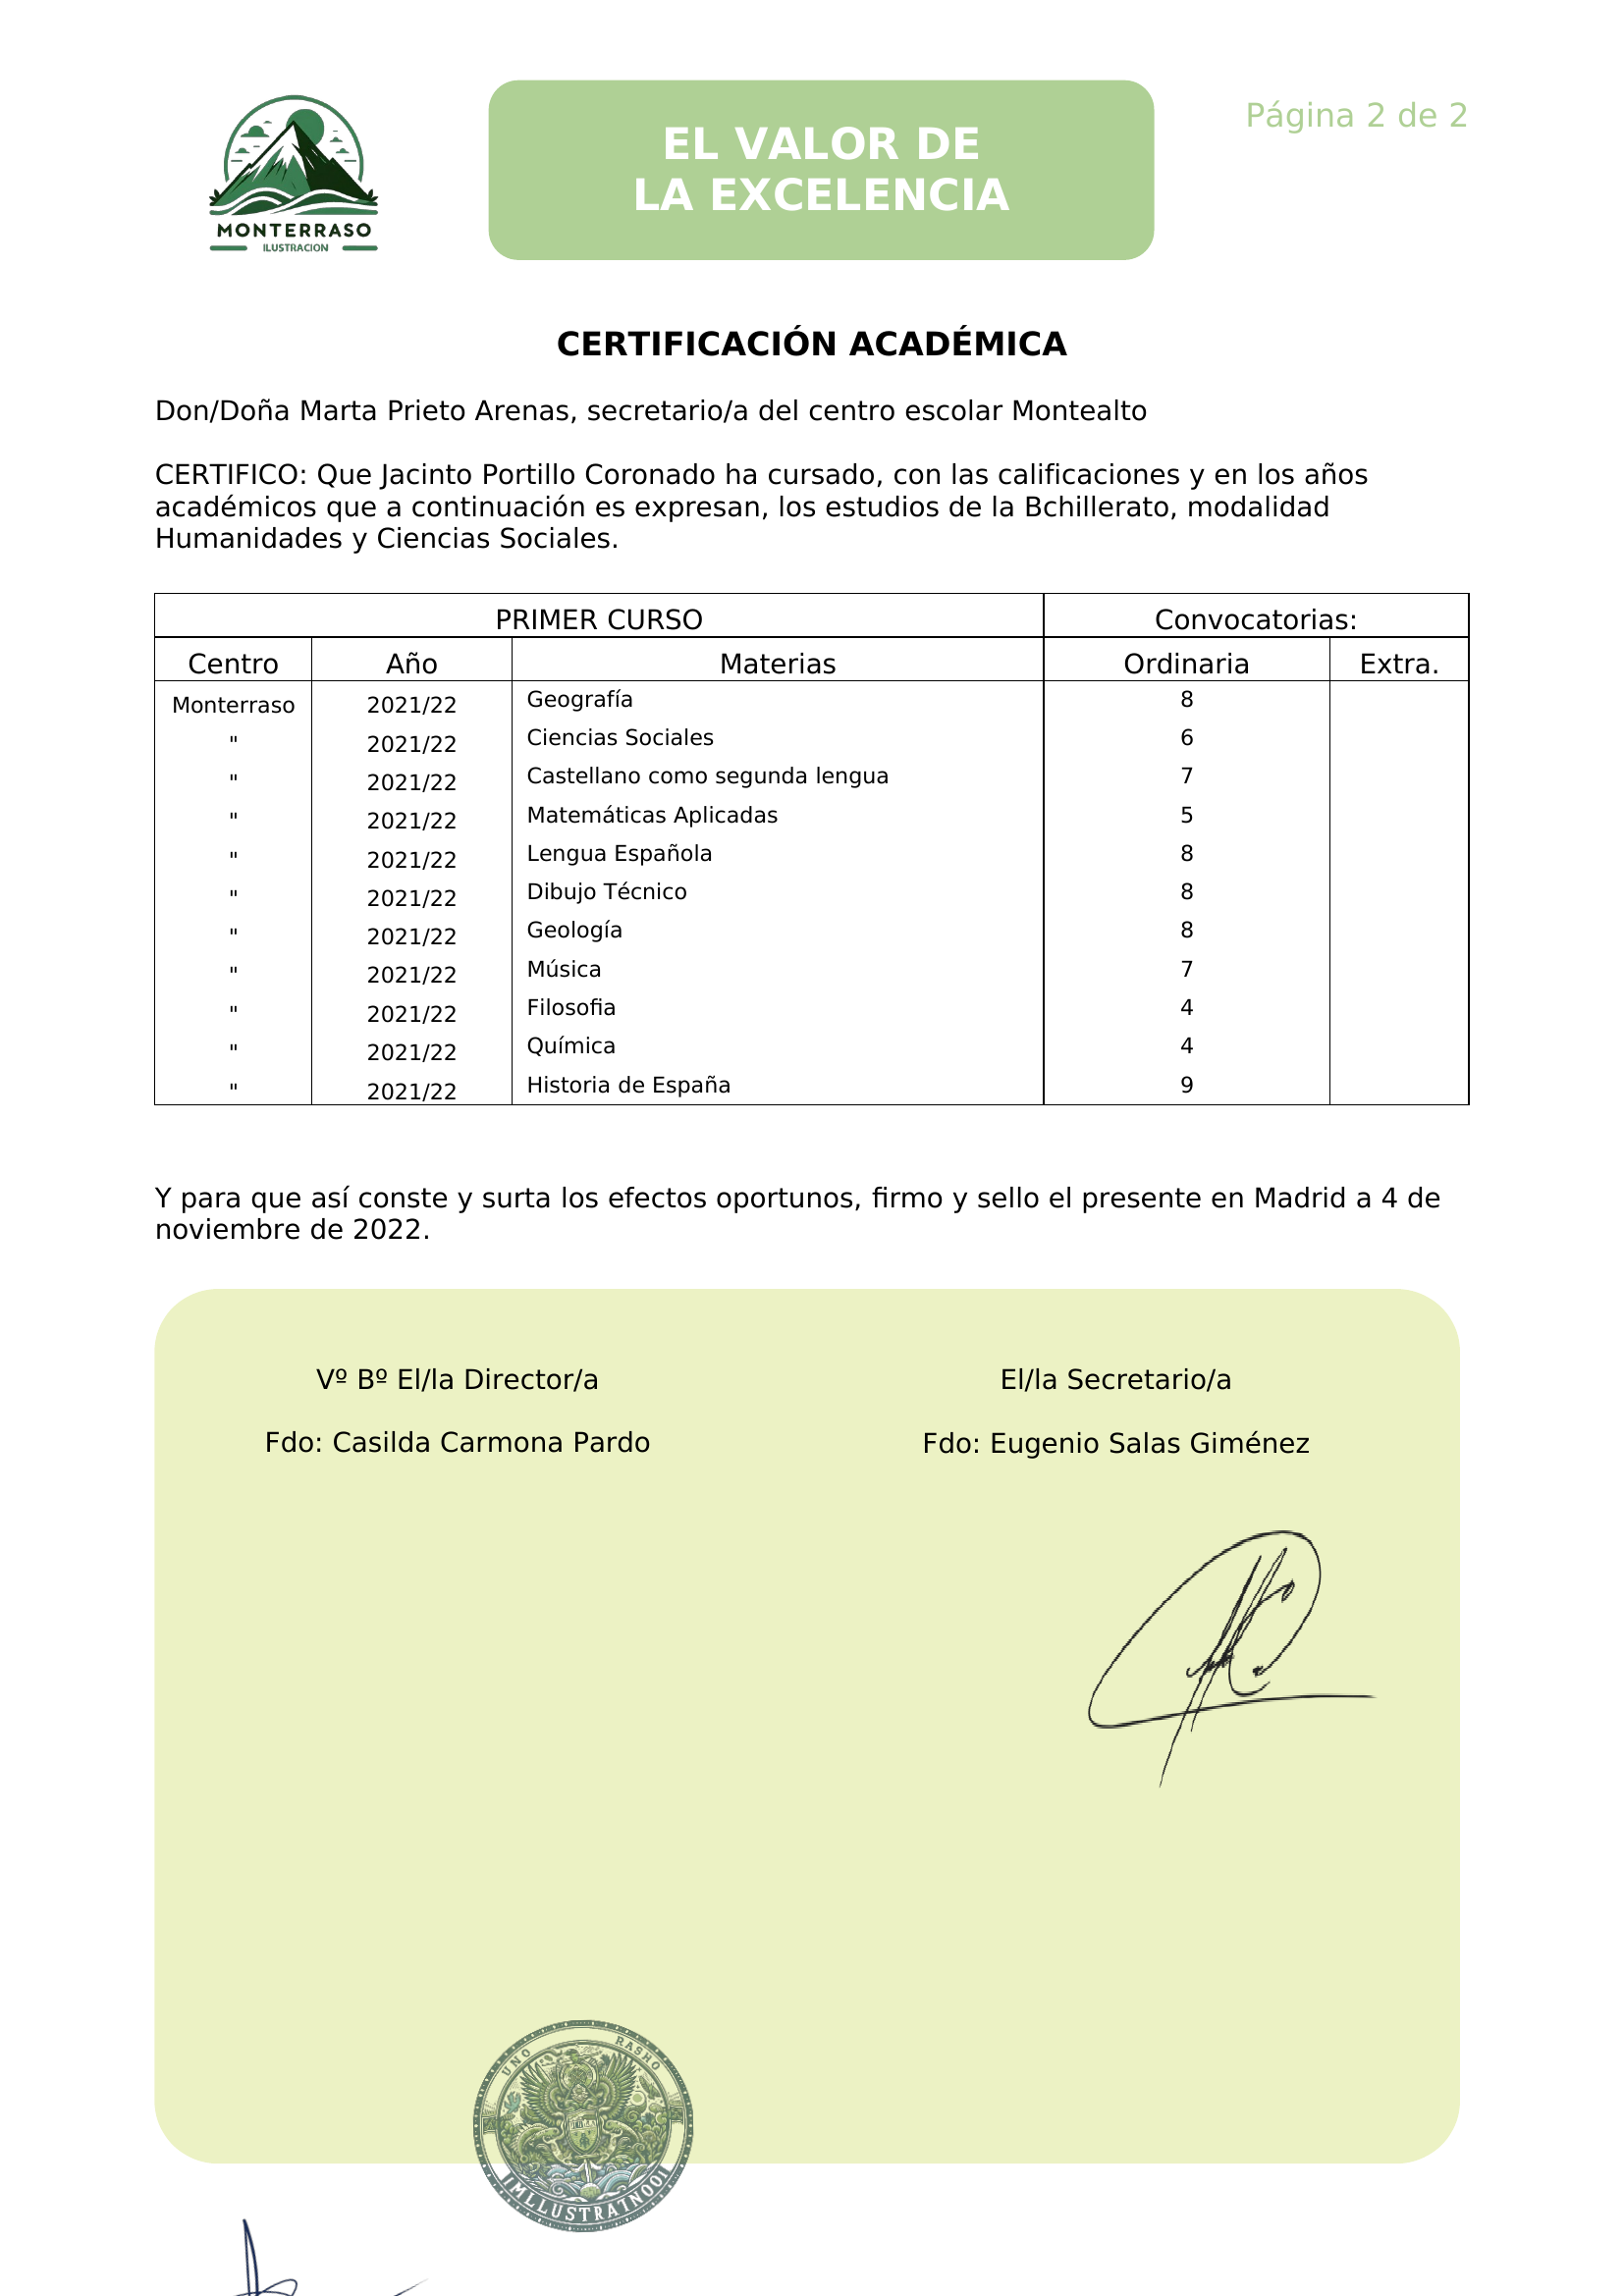 MONTERRASO
ILUSTRACION
EL VALOR DE
LA EXCELENCIA
Página 2 de 2
CERTIFICACIÓN ACADÉMICA
Don/Doña Marta Prieto Arenas, secretario/a del centro escolar Montealto
CERTIFICO: Que Jacinto Portillo Coronado ha cursado, con las calificaciones y en los años
académicos que a continuación es expresan, los estudios de la Bchillerato, modalidad
Humanidades y Ciencias Sociales.
PRIMER CURSO Convocatorias:
Centro Año Materias Ordinaria Extra.
Monterraso 2021/22 Geografía 8
" 2021/22 Ciencias Sociales 6
" 2021/22 Castellano como segunda lengua 7
" 2021/22 Matemáticas Aplicadas 5
" 2021/22 Lengua Española 8
" 2021/22 Dibujo Técnico 8
" 2021/22 Geología 8
" 2021/22 Música 7
" 2021/22 Filosofia 4
" 2021/22 Química 4
" 2021/22 Historia de España 9
Y para que así conste y surta los efectos oportunos, firmo y sello el presente en Madrid a 4 de
noviembre de 2022.
Vº Bº El/la Director/a El/la Secretario/a
Fdo: Casilda Carmona Pardo Fdo: Eugenio Salas Giménez
UNO RASHO